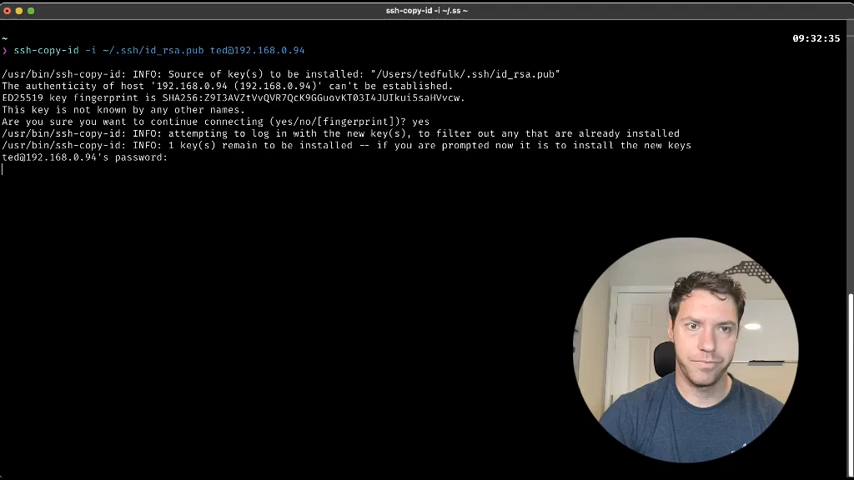 ssh-copy-id -i ~/.ss ~
~
09:32:35
❯ ssh-copy-id -i ~/.ssh/id_rsa.pub ted@192.168.0.94
/usr/bin/ssh-copy-id: INFO: Source of key(s) to be installed: "/Users/tedfulk/.ssh/id_rsa.pub"
The authenticity of host '192.168.0.94 (192.168.0.94)' can't be established.
ED25519 key fingerprint is SHA256:Z9I3AVZtVvQVR7QcK9GGuovKT03I4JUIkui5saHVvcw.
This key is not known by any other names.
Are you sure you want to continue connecting (yes/no/[fingerprint])? yes
/usr/bin/ssh-copy-id: INFO: attempting to log in with the new key(s), to filter out any that are already installed
/usr/bin/ssh-copy-id: INFO: 1 key(s) remain to be installed -- if you are prompted now it is to install the new keys
ted@192.168.0.94's password: